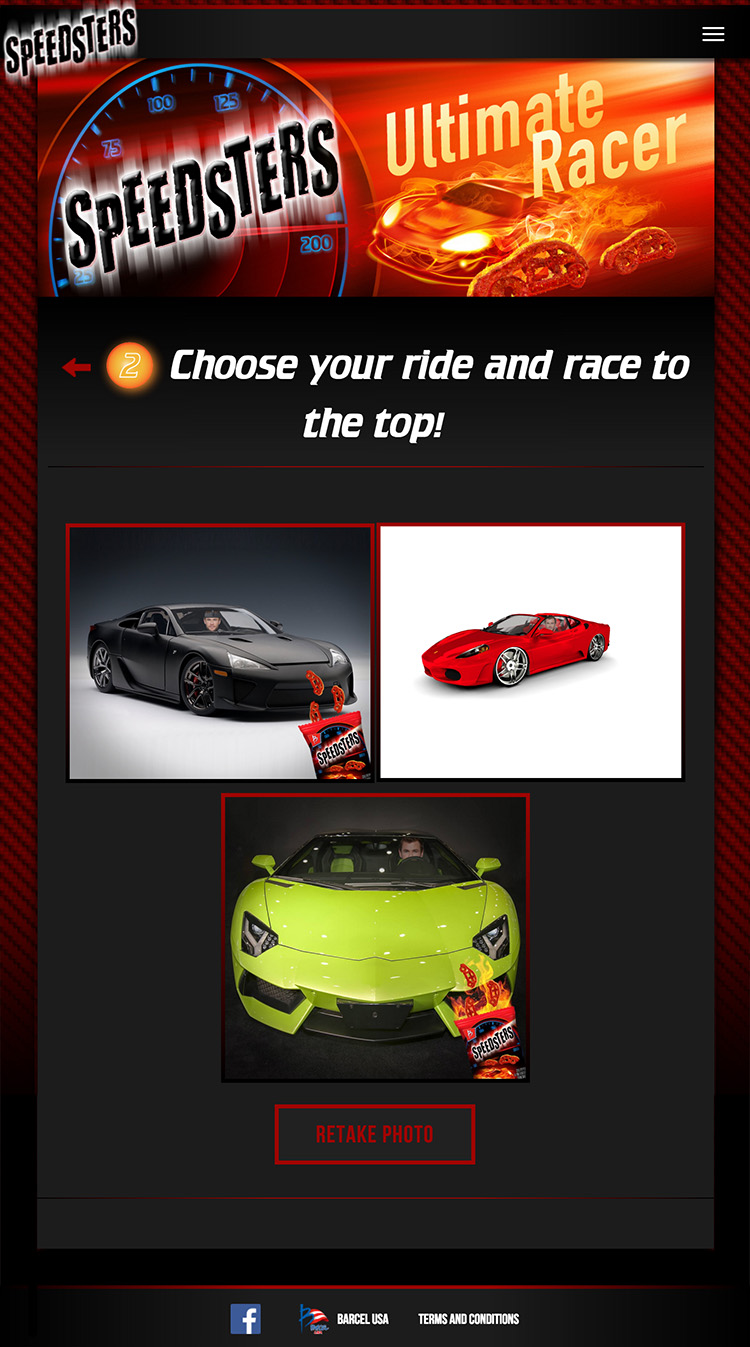 SPEEDSTERS
100 125
75
SPEEDSTERS
200
25
Ultimate
Racer
2 Choose your ride and race to
the top!
SPEEDSTERS
SPEEDSTERS
RETAKE PHOTO
BARCEL USA TERMS AND CONDITIONS